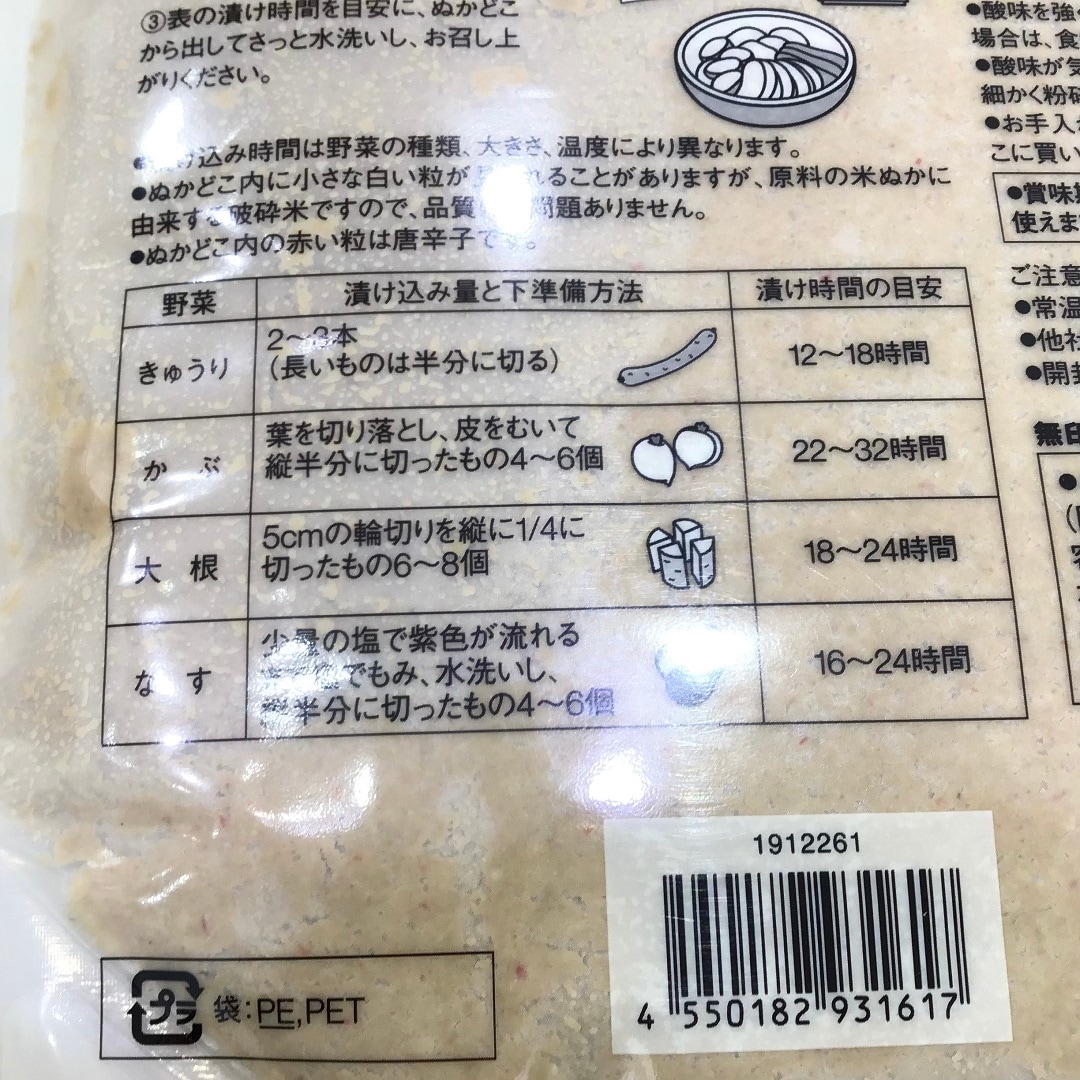 ③表の漬け時間を目安に、ぬかどこ
から出してさっと水洗いし、お召し上
がりください。
け込み時間は野菜の種類、大きさ、温度により異なります。
●ぬかどこ内に小さな白い粒が れることがありますが、原料の米ぬかに
由来する破砕米ですので、品質 問題ありません。
●ぬかどこ内の赤い粒は唐辛子です。
野菜 漬け込み量と下準備方法 漬け時間の目安
きゅうり 2〜3本
(長いものは半分に切る) 12〜18時間
かぶ 葉を切り落とし、皮をむいて
縦半分に切ったもの4〜6個 22〜32時間
大根 5cmの輪切りを縦に1/4に
切ったもの6〜8個 18〜24時間
なす 少量の塩で紫色が流れる
でもみ、水洗いし、
半分に切ったもの4〜6個 16〜24時間
●酸味を強
場合は、食
●酸味が気
細かく粉砕
●お手入
こに買い
●賞味期
使えま
ご注意
●常温
●他社
●開封
無印
1912261
4 550182 931617
プラ 袋:PE,PET